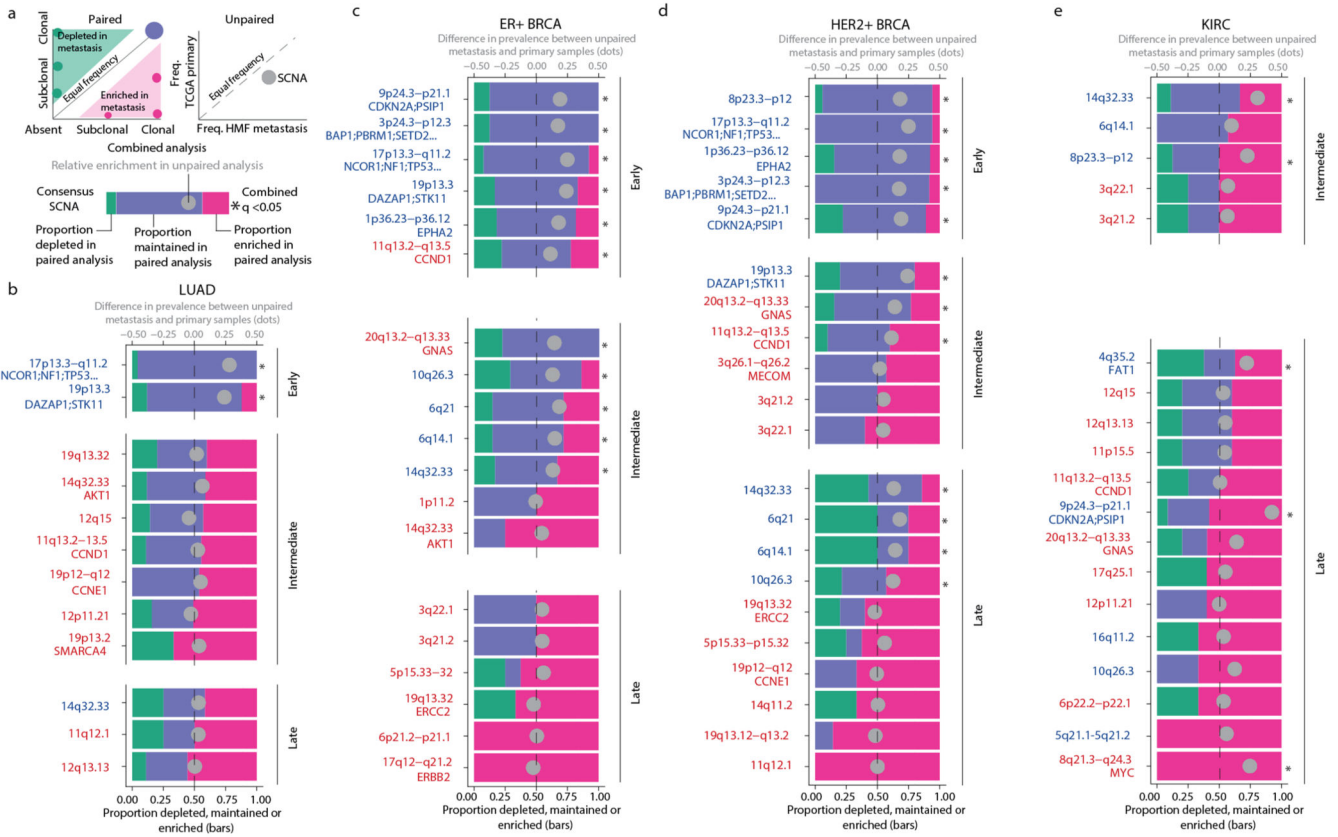 a
Clonal
Subclonal
Paired
Depleted in
metastasis
Equal frequency
Enriched in
metastasis
Absent
Subclonal
Clonal
Combined analysis
Unpaired
Freq.
TCGA primary
Equal frequency
SCNA
Freq. HMF metastasis
Relative enrichment in unpaired analysis
Consensus
SCNA
Combined
* q <0.05
Proportion
depleted in
paired analysis
Proportion
maintained in
paired analysis
Proportion
enriched in
paired analysis
b
LUAD
Difference in prevalence between unpaired
metastasis and primary samples (dots)
−0.50 −0.25 0.00 0.25 0.50
17p13.3−q11.2
NCOR1;NF1;TP53...
*
19p13.3
DAZAP1;STK11
*
Early
19q13.32
14q32.33
AKT1
12q15
11q13.2−13.5
CCND1
19p12−q12
CCNE1
12p11.21
19p13.2
SMARCA4
Intermediate
14q32.33
11q12.1
12q13.13
Late
0.00 0.25 0.50 0.75 1.00
Proportion depleted, maintained or
enriched (bars)
c
ER+ BRCA
Difference in prevalence between unpaired
metastasis and primary samples (dots)
−0.50 −0.25 0.00 0.25 0.50
9p24.3−p21.1
CDKN2A;PSIP1
*
3p24.3−p12.3
BAP1;PBRM1;SETD2...
*
17p13.3−q11.2
NCOR1;NF1;TP53...
*
19p13.3
DAZAP1;STK11
*
1p36.23−p36.12
EPHA2
*
11q13.2−q13.5
CCND1
*
Early
20q13.2−q13.33
GNAS
*
10q26.3
*
6q21
*
6q14.1
*
14q32.33
*
1p11.2
14q32.33
AKT1
Intermediate
3q22.1
3q21.2
5p15.33−32
19q13.32
ERCC2
6p21.2−p21.1
17q12−q21.2
ERBB2
Late
0.00 0.25 0.50 0.75 1.00
Proportion depleted, maintained or
enriched (bars)
d
HER2+ BRCA
Difference in prevalence between unpaired
metastasis and primary samples (dots)
−0.50 −0.25 0.00 0.25 0.50
8p23.3−p12
*
17p13.3−q11.2
NCOR1;NF1;TP53...
*
1p36.23−p36.12
EPHA2
*
3p24.3−p12.3
BAP1;PBRM1;SETD2...
*
9p24.3−p21.1
CDKN2A;PSIP1
*
Early
19p13.3
DAZAP1;STK11
*
20q13.2−q13.33
GNAS
*
11q13.2−q13.5
CCND1
*
3q26.1−q26.2
MECOM
3q21.2
3q22.1
Intermediate
14q32.33
*
6q21
*
6q14.1
*
10q26.3
*
19q13.32
ERCC2
5p15.33−p15.32
19p12−q12
CCNE1
14q11.2
19q13.12−q13.2
11q12.1
Late
0.00 0.25 0.50 0.75 1.00
Proportion depleted, maintained or
enriched (bars)
e
KIRC
Difference in prevalence between unpaired
metastasis and primary samples (dots)
−0.50 −0.25 0.00 0.25 0.50
14q32.33
*
6q14.1
8p23.3−p12
*
3q22.1
3q21.2
Intermediate
4q35.2
FAT1
*
12q15
12q13.13
11p15.5
11q13.2−q13.5
CCND1
9p24.3−p21.1
CDKN2A;PSIP1
*
20q13.2−q13.33
GNAS
17q25.1
12p11.21
16q11.2
10q26.3
6p22.2−p22.1
5q21.1-5q21.2
8q21.3−q24.3
MYC
*
Late
0.00 0.25 0.50 0.75 1.00
Proportion depleted, maintained or
enriched (bars)